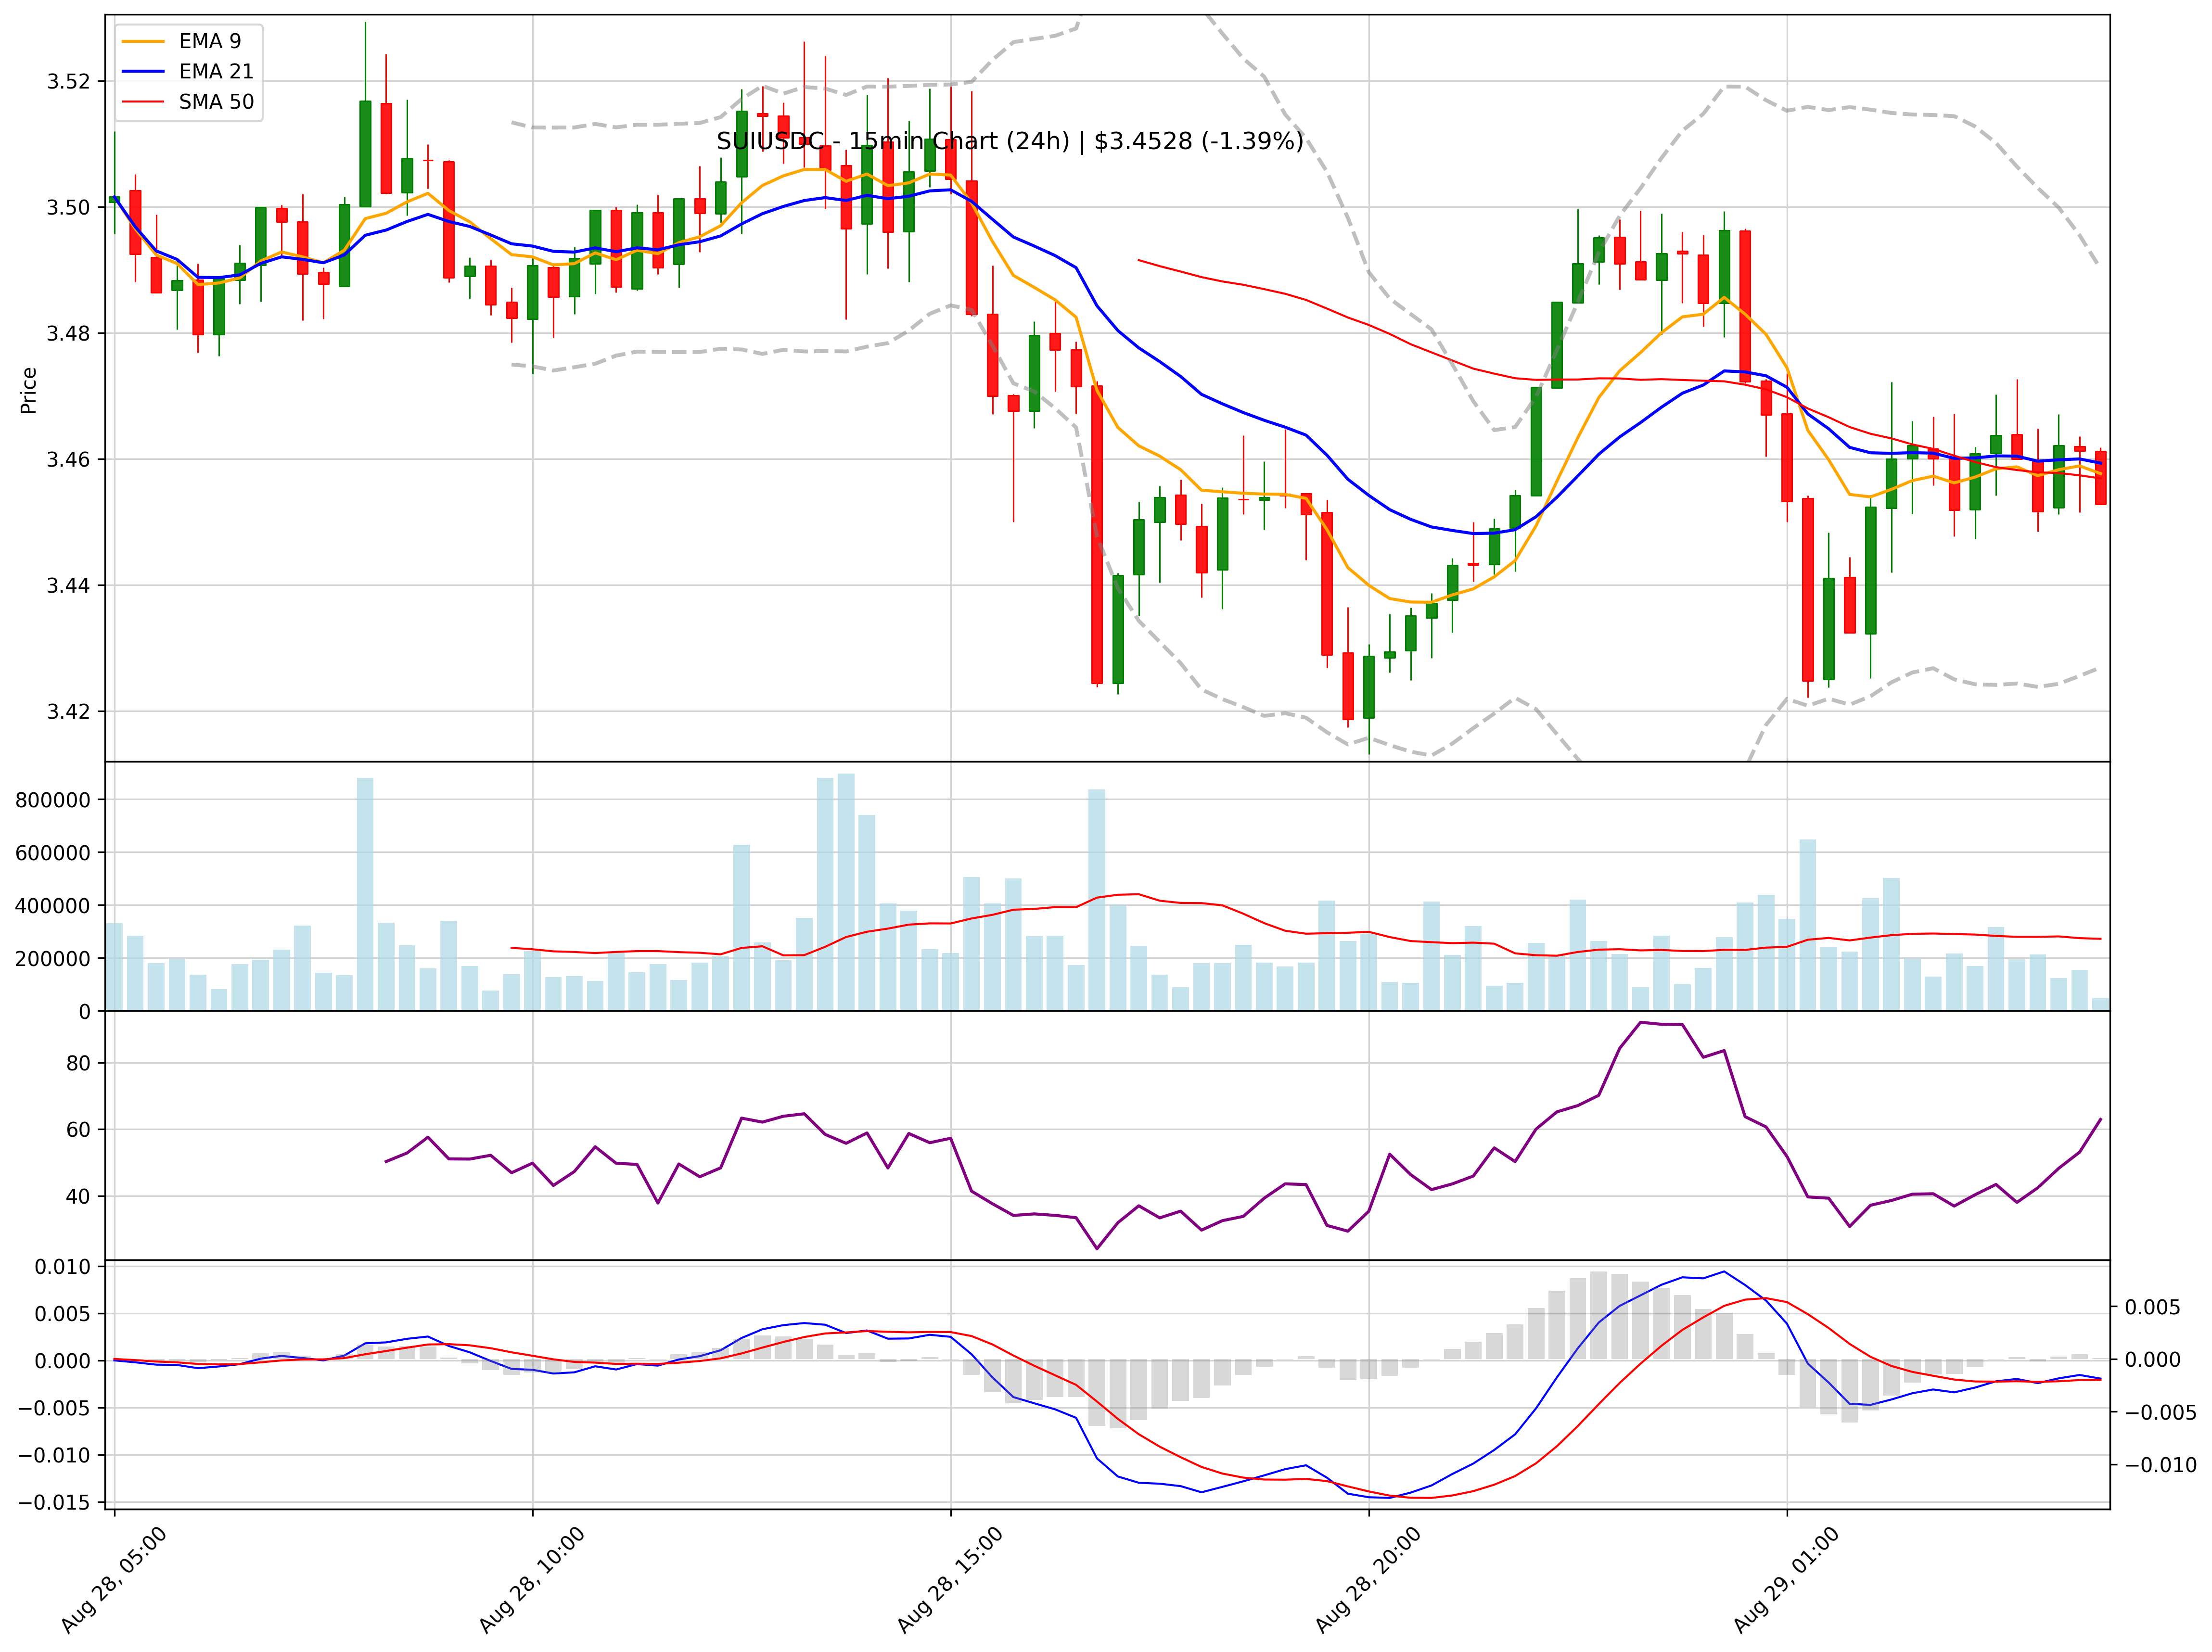 EMA 9
EMA 21
SMA 50
SUIUSDC - 15min Chart (24h) | $3.4528 (-1.39%)
Price
3.52
3.50
3.48
3.46
3.44
3.42
800000
600000
400000
200000
0
80
60
40
0.010
0.005
0.000
−0.005
−0.010
−0.015
0.005
0.000
−0.005
−0.010
Aug 28, 05:00
Aug 28, 10:00
Aug 28, 15:00
Aug 28, 20:00
Aug 29, 01:00